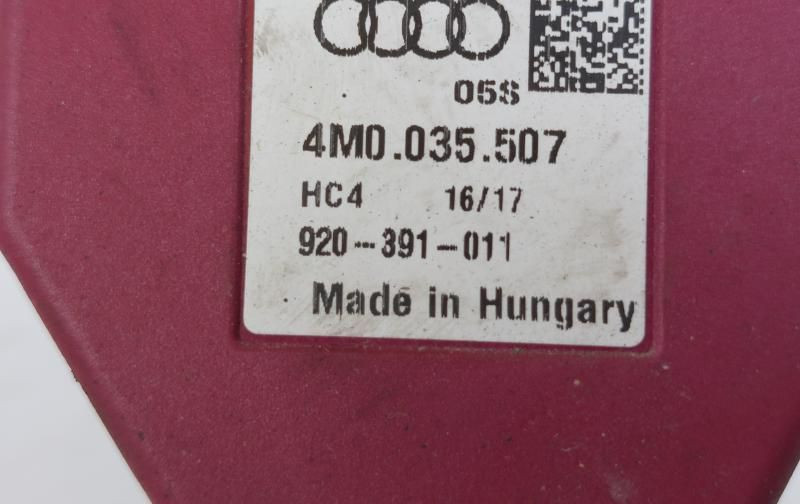 05S
4M0.035.507
HC4 16/17
920-391-011
Made in Hungary